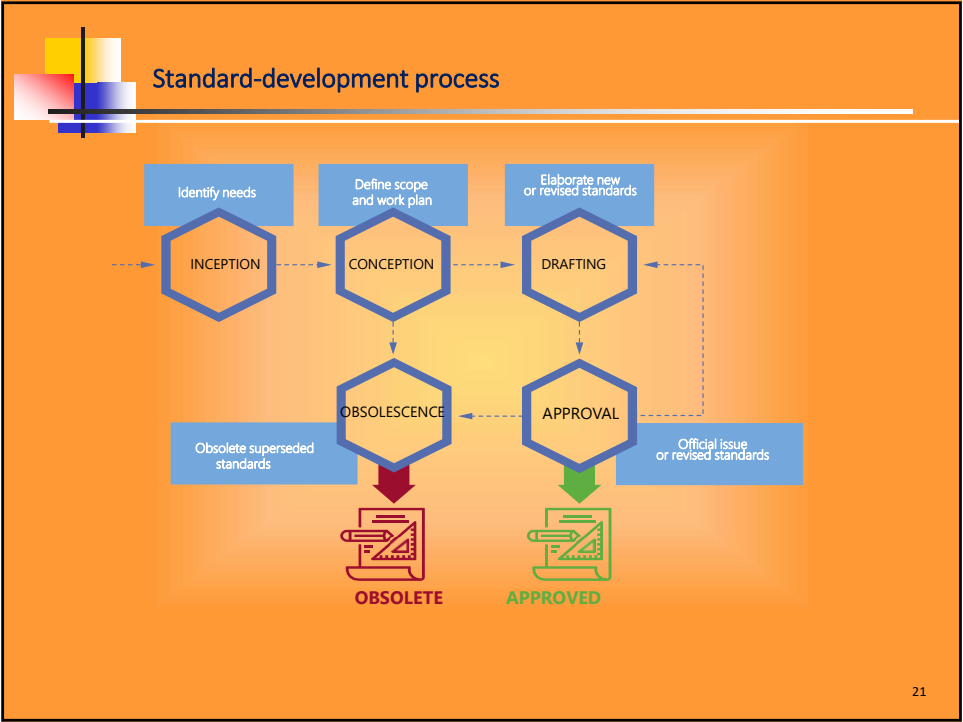 Standard-development process
Identify needs
Define scope
and work plan
Elaborate new
or revised standards
INCEPTION
CONCEPTION
DRAFTING
OBSOLESCENCE
APPROVAL
Obsolete superseded
standards
Official issue
or revised standards
OBSOLETE
APPROVED
21